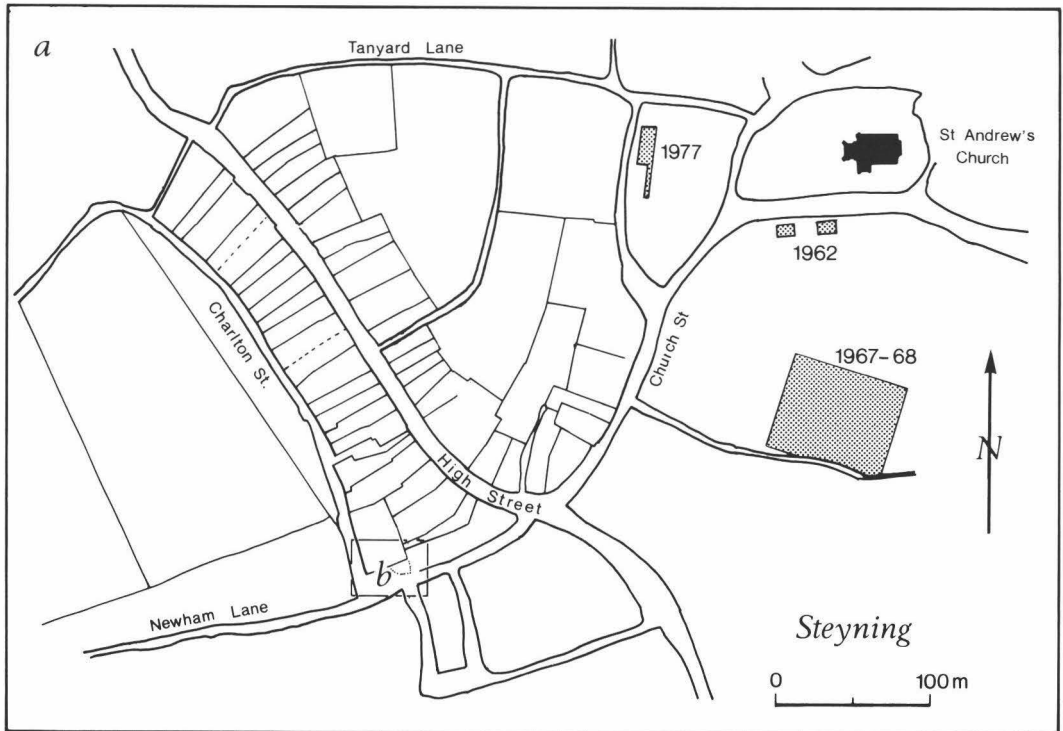 a
Tanyard Lane
St Andrew's
Church
1977
1962
Charlton St.
Church St
1967-68
N
High Street
b
Newham Lane
Steyning
0 100m